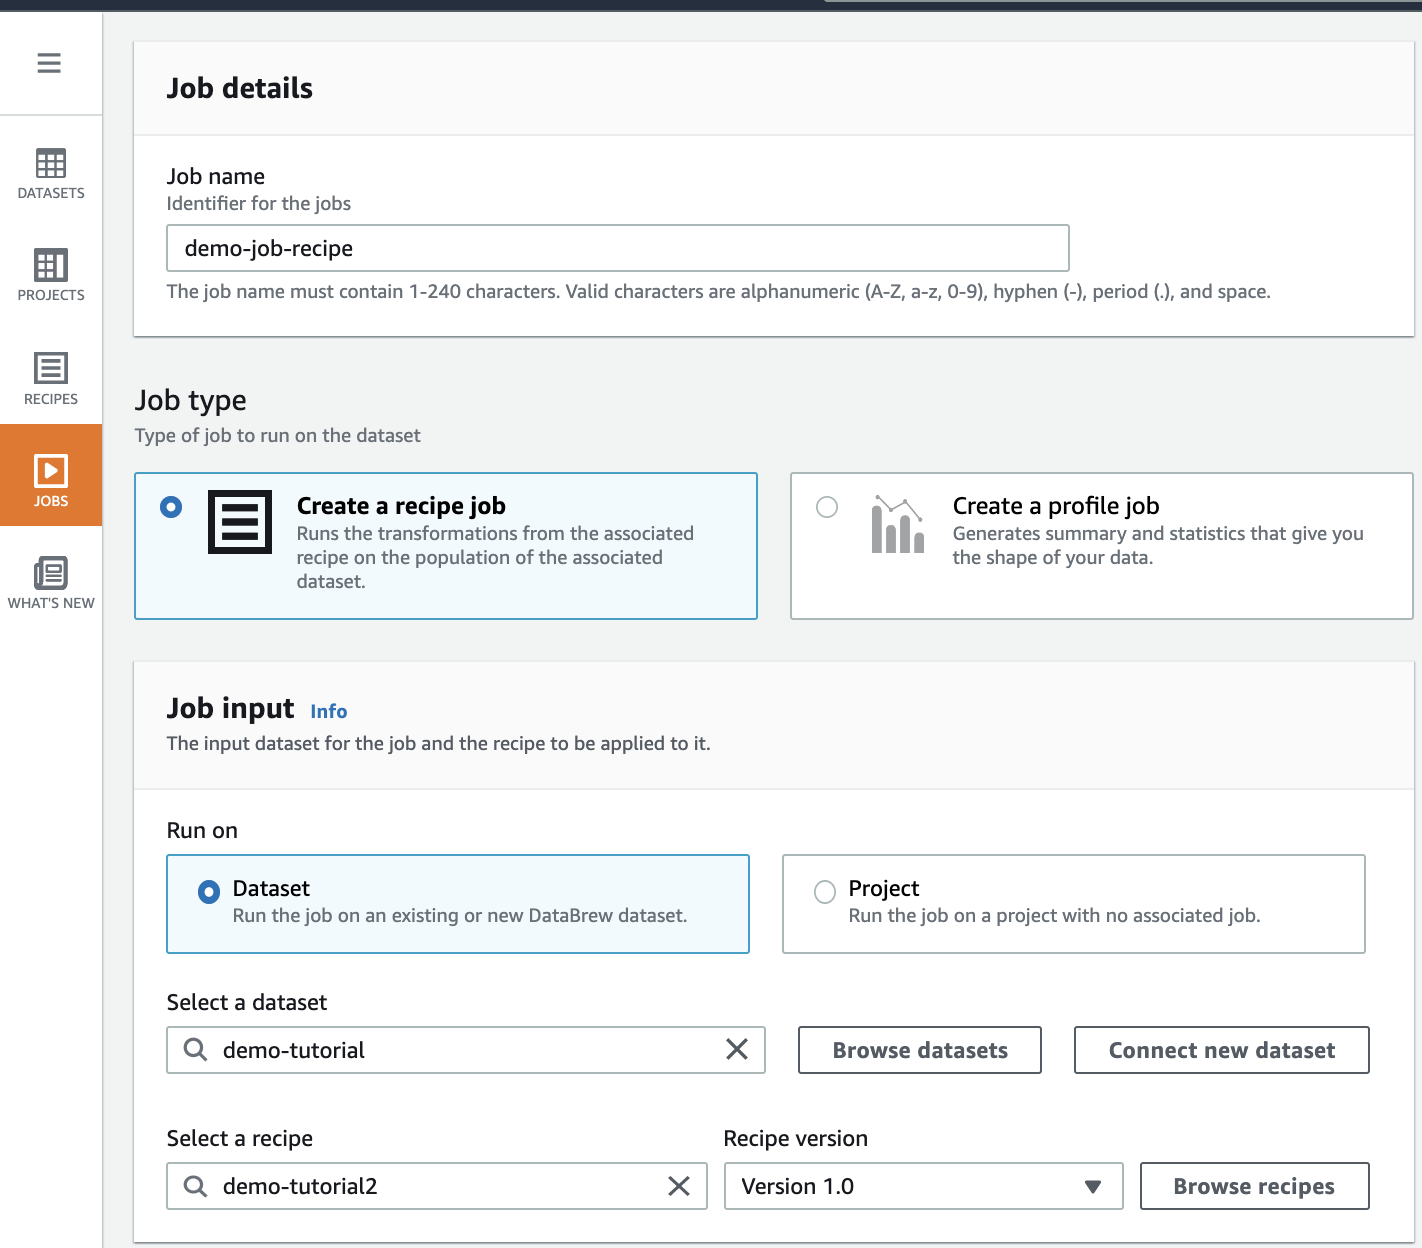 DATASETS
PROJECTS
RECIPES
JOBS
WHAT'S NEW
Job details
Job name
Identifier for the jobs
demo-job-recipe
The job name must contain 1-240 characters. Valid characters are alphanumeric (A-Z, a-z, 0-9), hyphen (-), period (.), and space.
Job type
Type of job to run on the dataset
Create a recipe job
Runs the transformations from the associated
recipe on the population of the associated
dataset.
Create a profile job
Generates summary and statistics that give you
the shape of your data.
Job input Info
The input dataset for the job and the recipe to be applied to it.
Run on
Dataset
Run the job on an existing or new DataBrew dataset.
Project
Run the job on a project with no associated job.
Select a dataset
demo-tutorial
Browse datasets
Connect new dataset
Select a recipe
demo-tutorial2
Recipe version
Version 1.0
Browse recipes